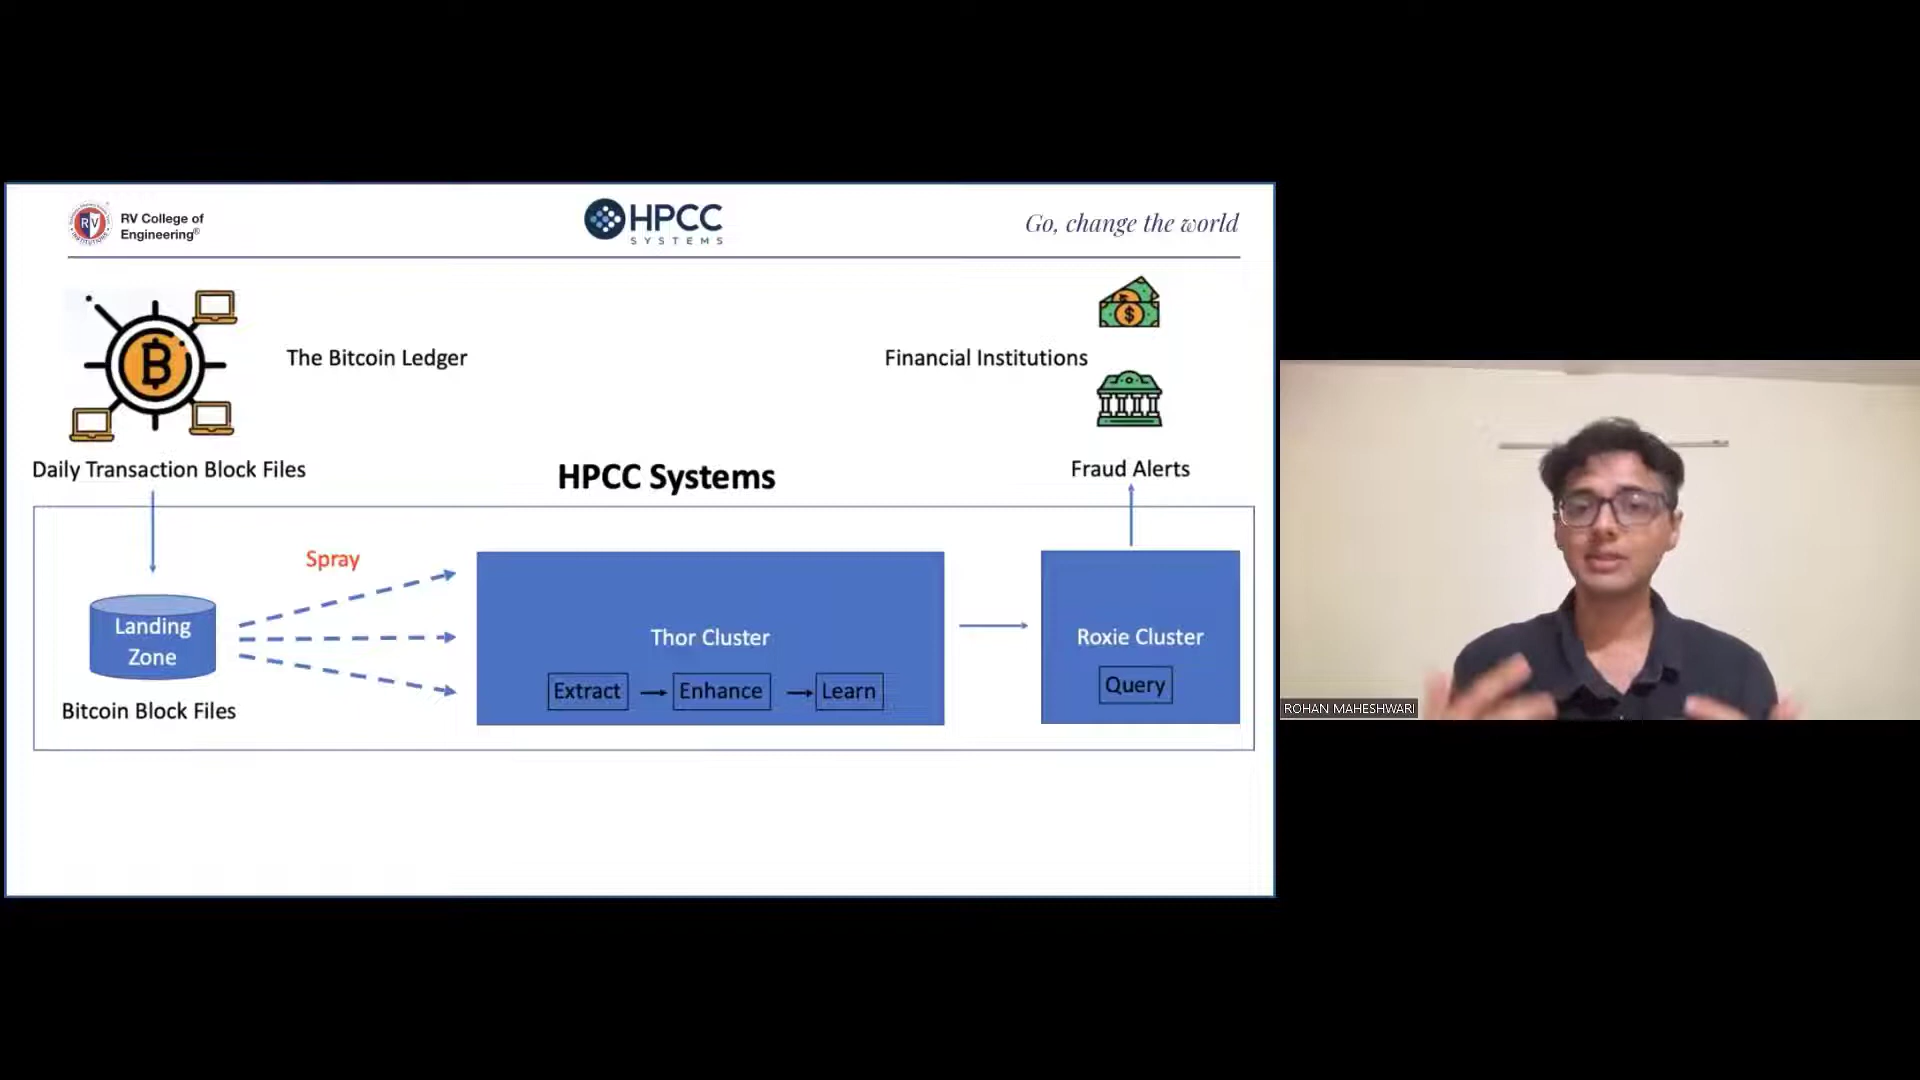 RV College of
Engineering®
HPCC
SYSTEMS
Go, change the world
The Bitcoin Ledger
Financial Institutions
Daily Transaction Block Files
HPCC Systems
Fraud Alerts
Spray
Landing
Zone
Bitcoin Block Files
Thor Cluster
Extract
Enhance
Learn
Roxie Cluster
Query
ROHAN MAHESHWARI